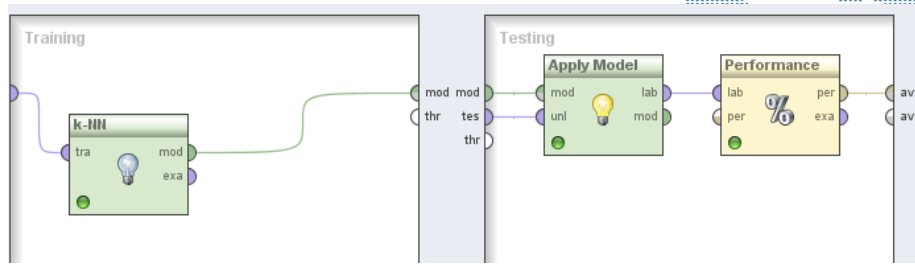 Training
Testing
k-NN
tra
mod
exa
mod
thr
mod
tes
thr
Apply Model
mod
unl
lab
mod
Performance
%
lab
per
per
exa
av
av